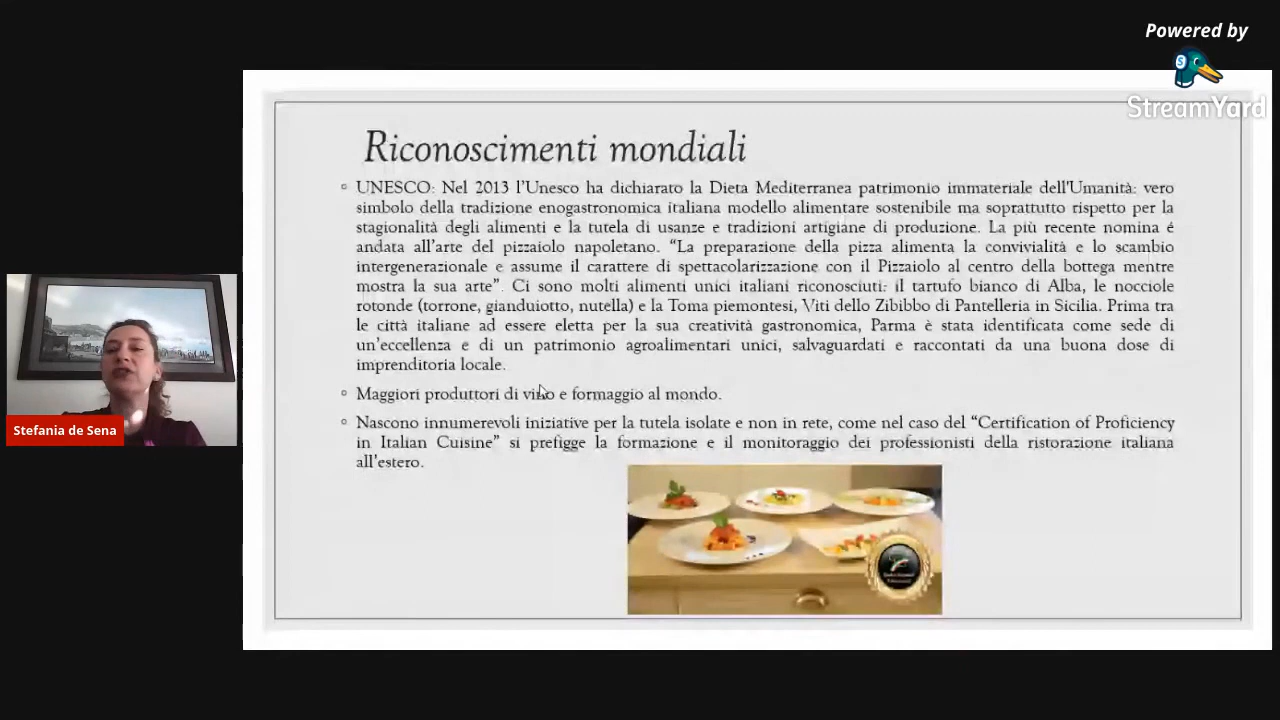 Powered by
StreamYard
Riconoscimenti mondiali
◦ UNESCO: Nel 2013 l'Unesco ha dichiarato la Dieta Mediterranea patrimonio immateriale dell'Umanità: vero
simbolo della tradizione enogastronomica italiana modello alimentare sostenibile ma soprattutto rispetto per la
stagionalità degli alimenti e la tutela di usanze e tradizioni artigiane di produzione. La più recente nomina é
andata all'arte del pizzaiolo napoletano. “La preparazione della pizza alimenta la convivialità e lo scambio
intergenerazionale e assume il carattere di spettacolarizzazione con il Pizzaiolo al centro della bottega mentre
mostra la sua arte”. Ci sono molti alimenti unici italiani riconosciuti: il tartufo bianco di Alba, le nocciole
rotonde (torrone, gianduiotto, nutella) e la Toma piemontesi, Viti dello Zibibbo di Pantelleria in Sicilia. Prima tra
le città italiane ad essere eletta per la sua creatività gastronomica, Parma è stata identificata come sede di
un'eccellenza e di un patrimonio agroalimentari unici, salvaguardati e raccontati da una buona dose di
imprenditoria locale.
◦ Maggiori produttori di vino e formaggio al mondo.
◦ Nascono innumerevoli iniziative per la tutela isolate e non in rete, come nel caso del “Certification of Proficiency
in Italian Cuisine” si prefigge la formazione e il monitoraggio dei professionisti della ristorazione italiana
all'estero.
Stefania de Sena